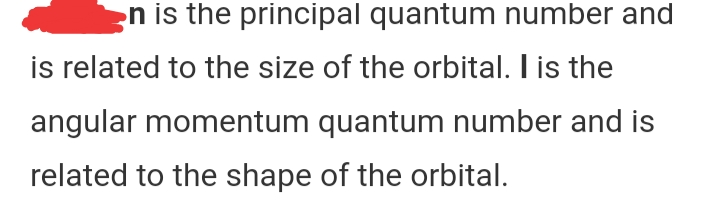 n is the principal quantum number and
is related to the size of the orbital. l is the
angular momentum quantum number and is
related to the shape of the orbital.